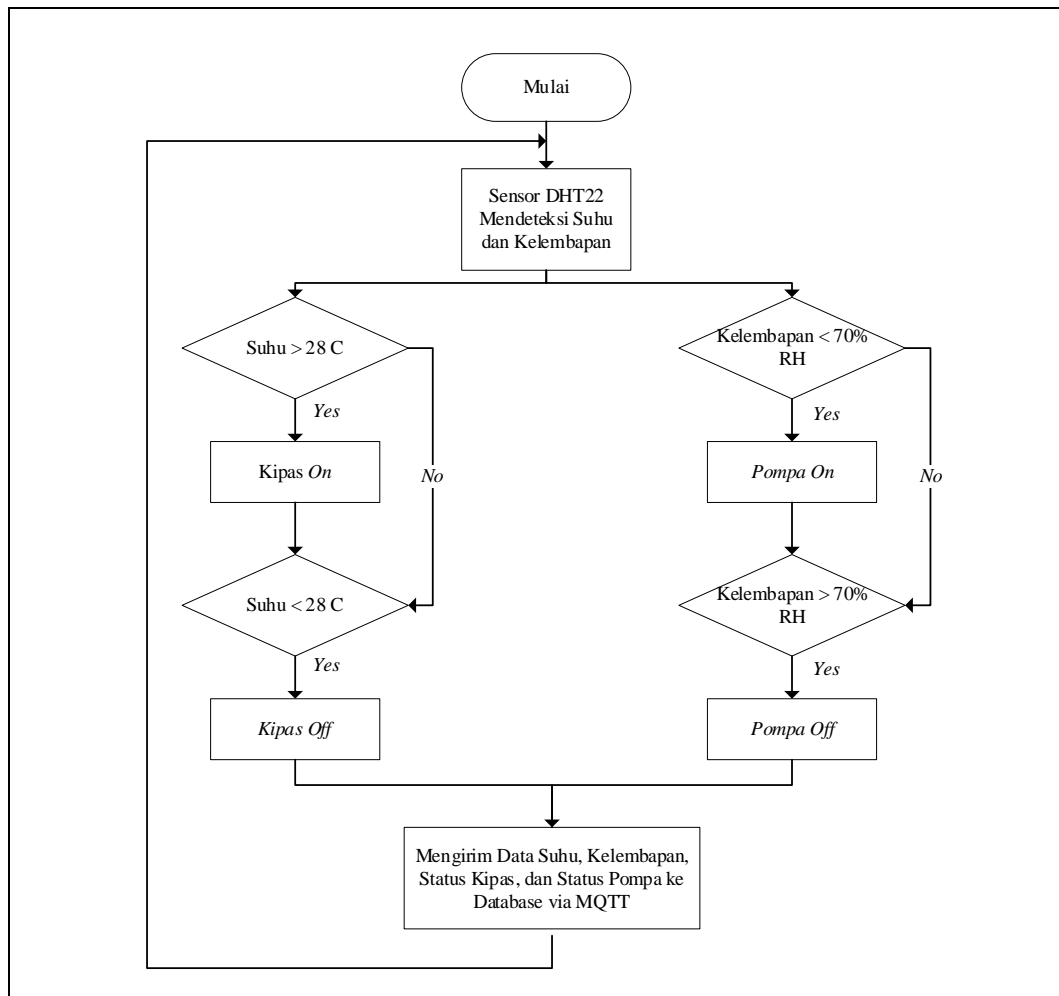 Mulai
Sensor DHT22
Mendeteksi Suhu
dan Kelembapan
Suhu > 28 C
Kelembapan < 70%
RH
Yes
Yes
Kipas On
No
Pompa On
No
Suhu < 28 C
Kelembapan > 70%
RH
Yes
Yes
Kipas Off
Pompa Off
Mengirim Data Suhu, Kelembapan,
Status Kipas, dan Status Pompa ke
Database via MQTT